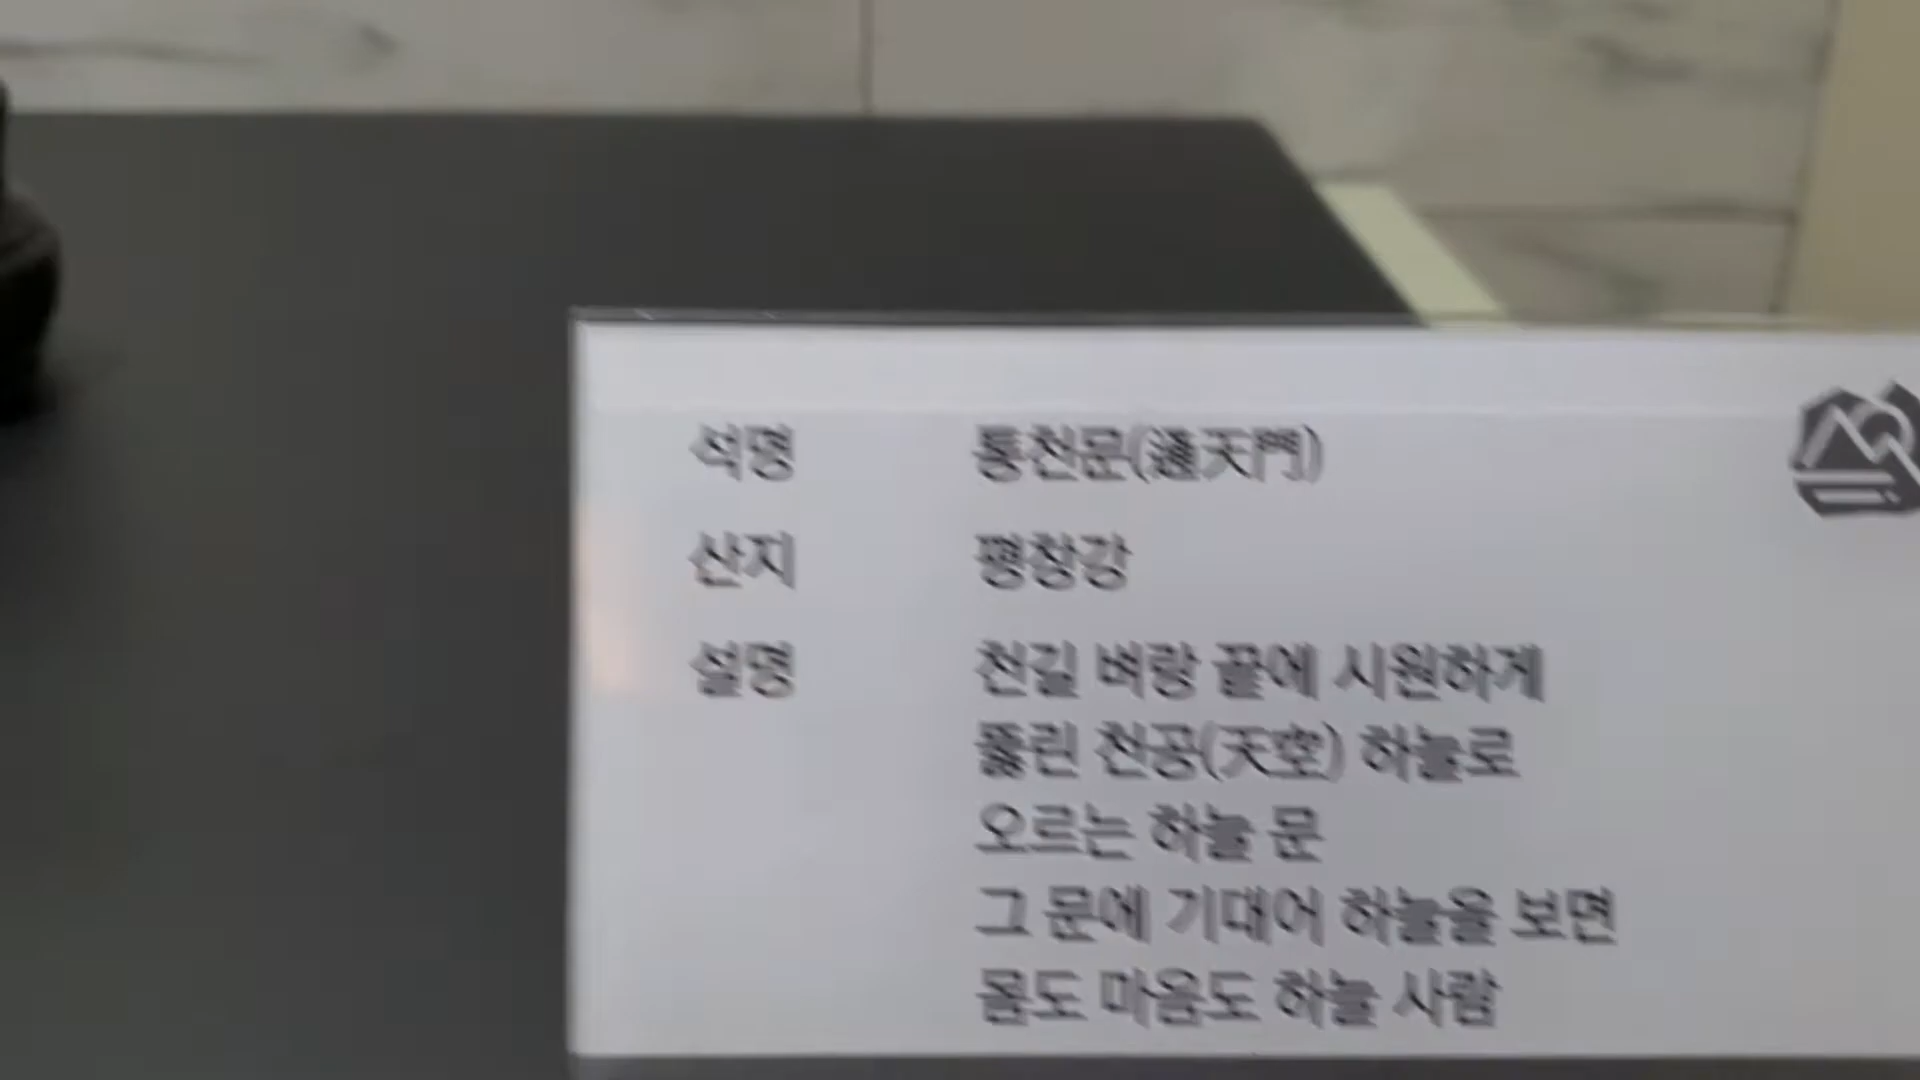 석명 통천문(通天門)
산지 평창강
설명 천길 벼랑 끝에 시원하게
뚫린 천공(天空) 하늘로
오르는 하늘 문
그 문에 기대어 하늘을 보면
몸도 마음도 하늘 사람